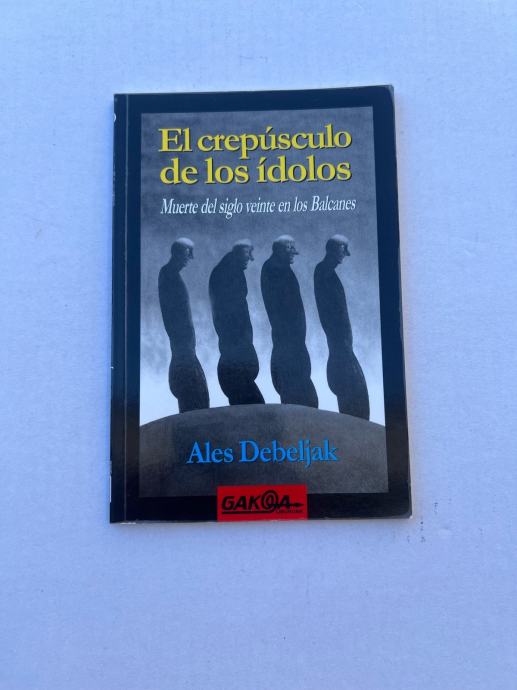 El crepúsculo
de los ídolos
Muerte del siglo veinte en los Balcanes
Ales Debeljak
GAKOA